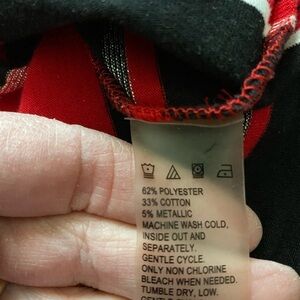 62% POLYESTER
33% COTTON
5% METALLIC
MACHINE WASH COLD,
INSIDE OUT AND
SEPARATELY.
GENTLE CYCLE.
ONLY NON CHLORINE
BLEACH WHEN NEEDED.
TUMBLE DRY, LOW.